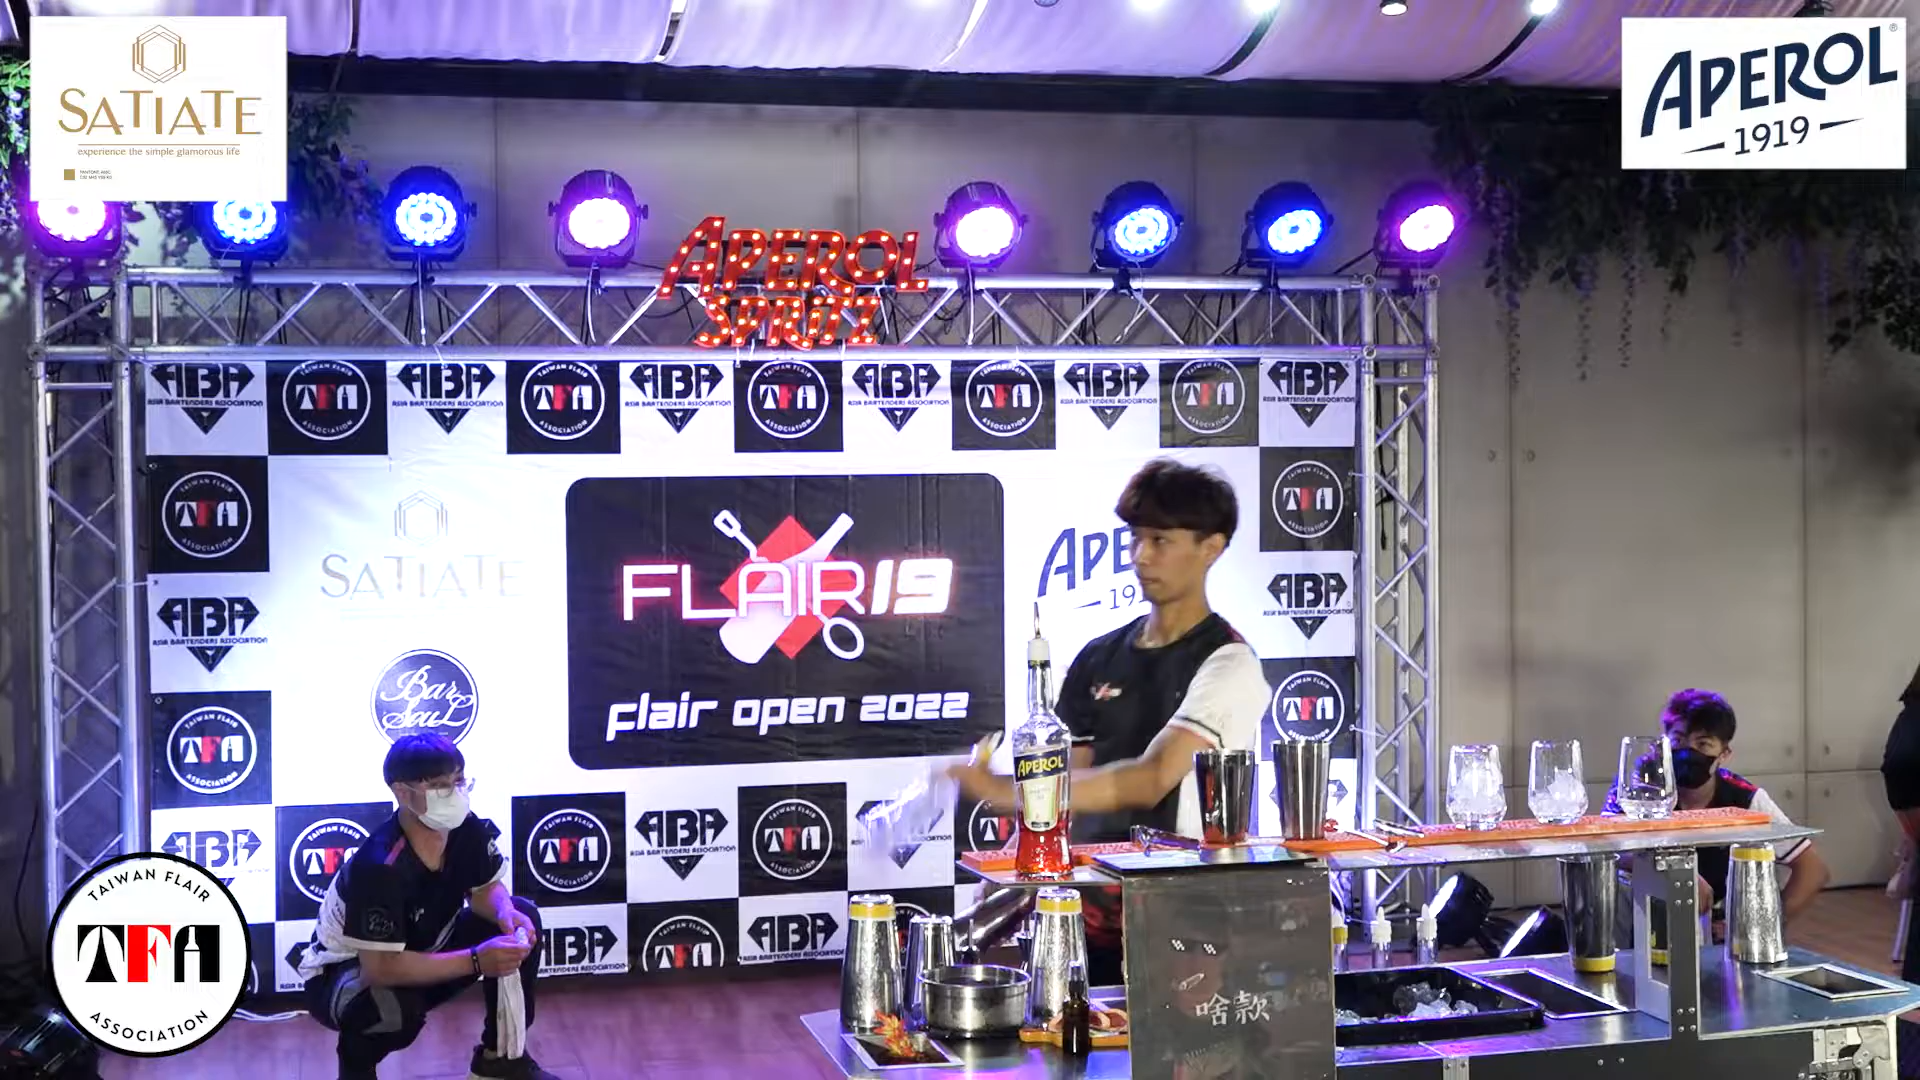 SATIATE
experience the simple glamorous life
APEROL
1919
APEROL
SPRITZ
ABA
ASIA BARTENDERS ASSOCIATION
TAIWAN FLAIR
TFA
ASSOCIATION
SATIATE
FLAIR19
flair open 2022
Bar
Soul
APEROL
啥款
TAIWAN FLAIR
TFA
ASSOCIATION